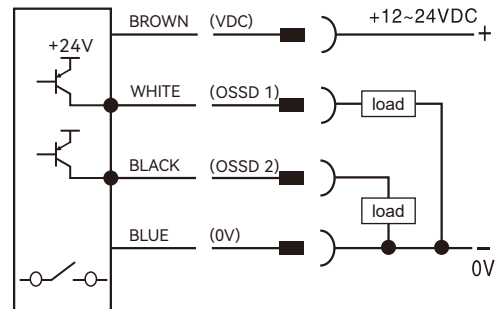 BROWN (VDC) +12~24VDC +
+24V
WHITE (OSSD 1) load
BLACK (OSSD 2)
load
BLUE (0V) −
0V